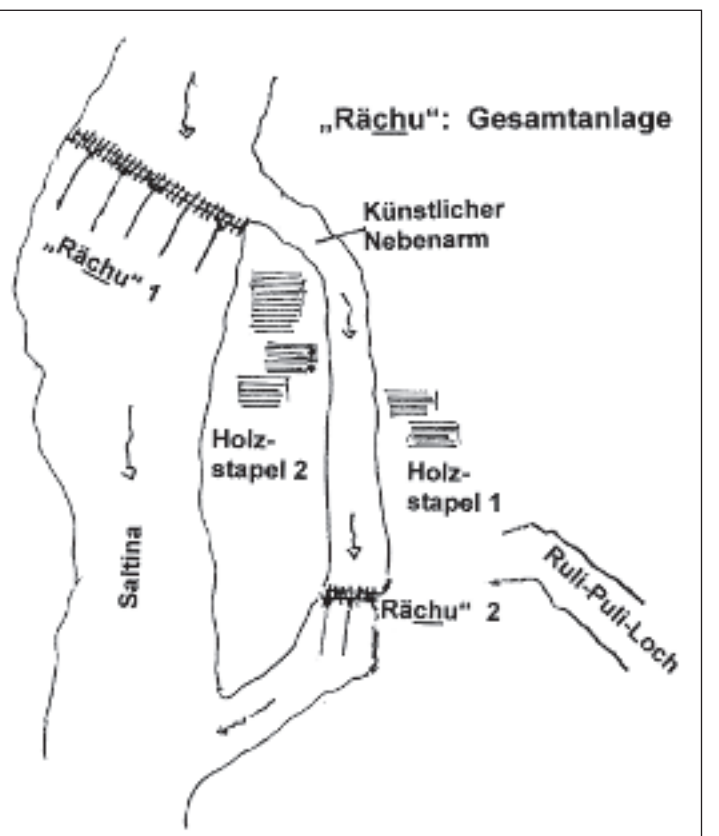 „Rächu“: Gesamtanlage
Künstlicher
Nebenarm
„Rächu“ 1
Holz-
stapel 2
Holz-
stapel 1
Saltina
Rächu“ 2
Ruli-Puli-Loch